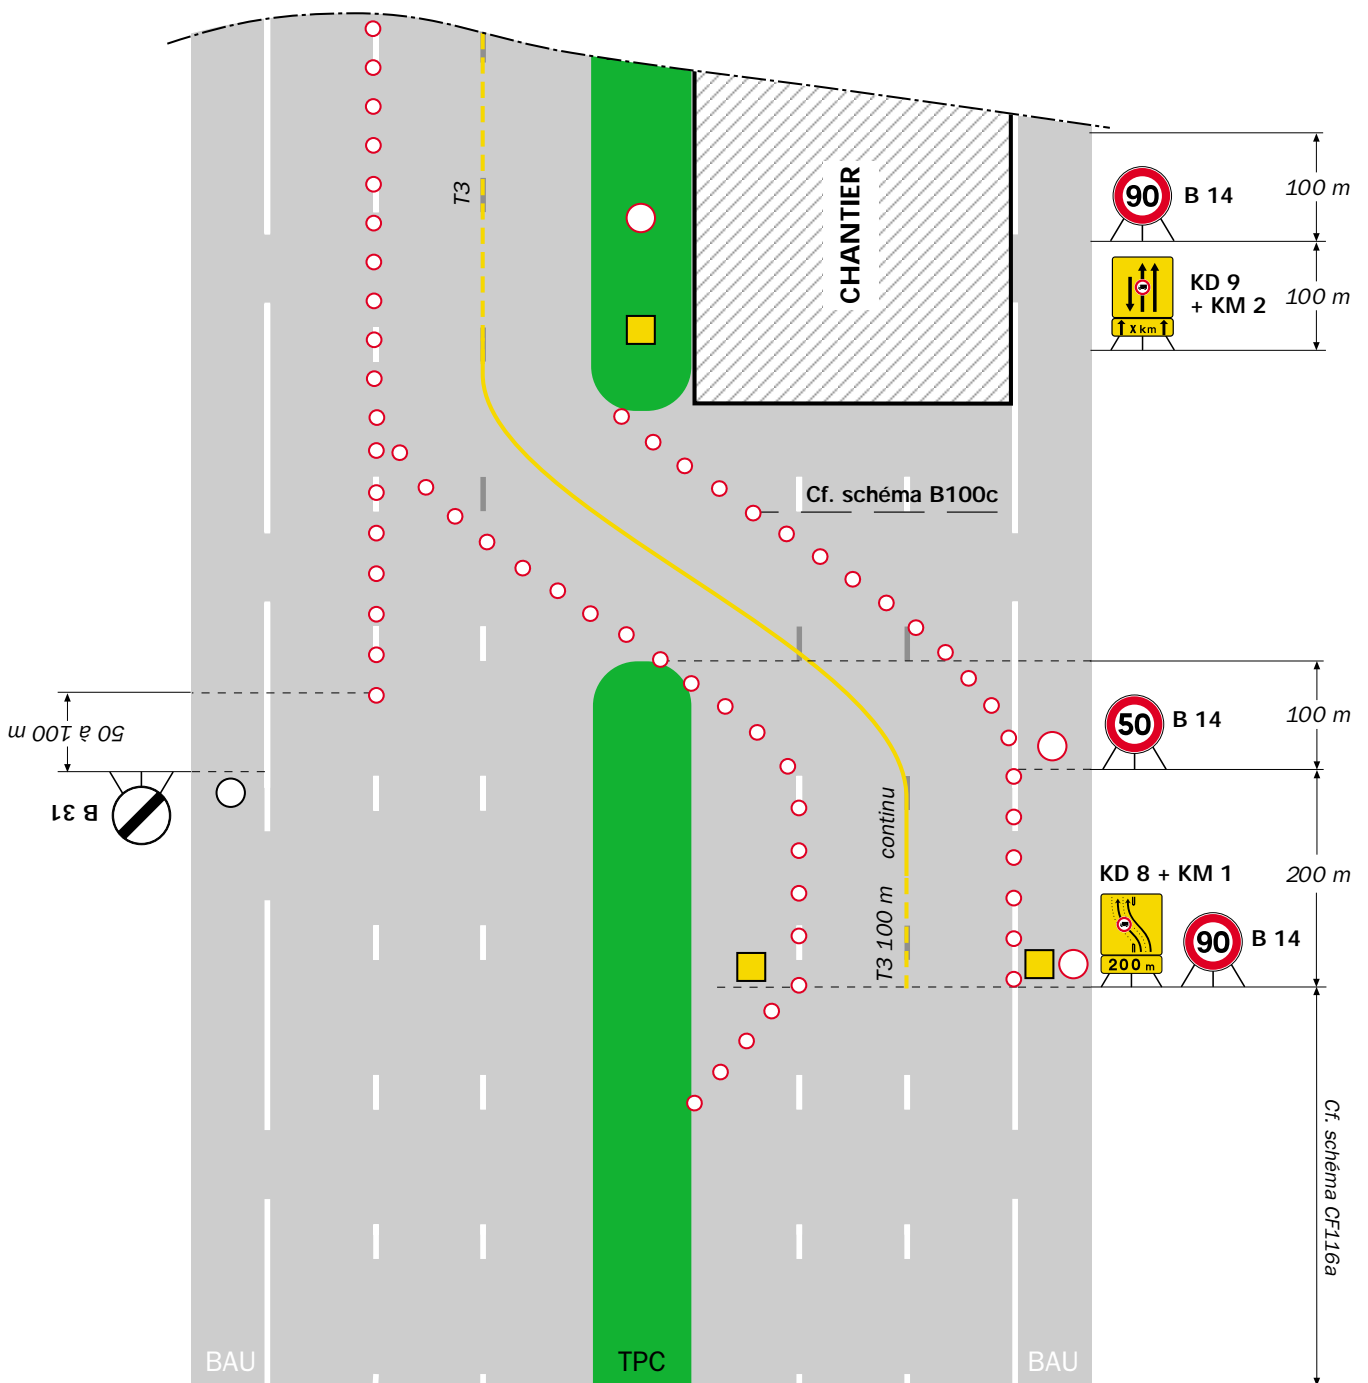 T3
CHANTIER
90
B 14
100 m
KD 9
+ KM 2
X km
100 m
Cf. schéma B100c
50 à 100 m
B 31
50
B 14
100 m
continu
T3 100 m
KD 8 + KM 1
200 m
90
B 14
200 m
Cf. schéma CF116a
BAU
TPC
BAU